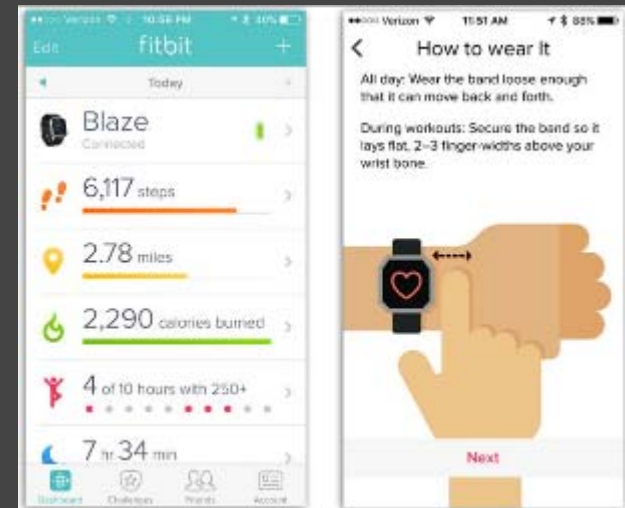 Verizon 10:56 PM 40%
Edit fitbit +
Today
Blaze
Connected
6,117 steps
2.78 miles
2,290 calories burned
4 of 10 hours with 250+
7 hr 34 min
Dashboard Challenges Friends Account
Verizon 11:51 AM 88%
How to wear It
All day: Wear the band loose enough
that it can move back and forth.
During workouts: Secure the band so it
lays flat, 2–3 finger-widths above your
wrist bone.
Next